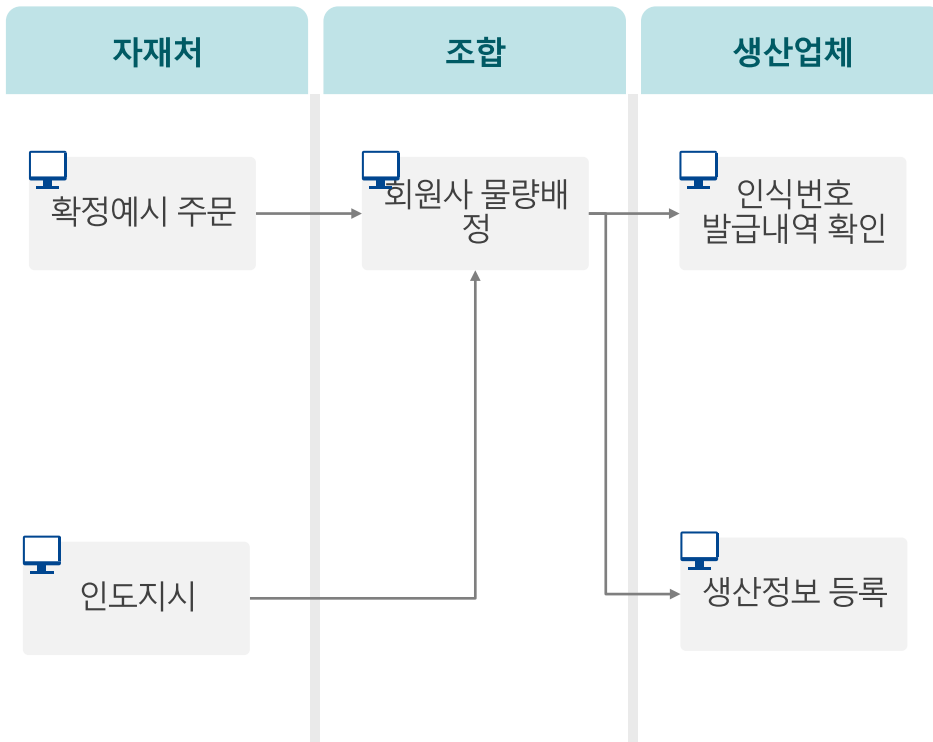 자재처
조합
생산업체
확정예시 주문
회원사 물량배
정
인식번호
발급내역 확인
인도지시
생산정보 등록